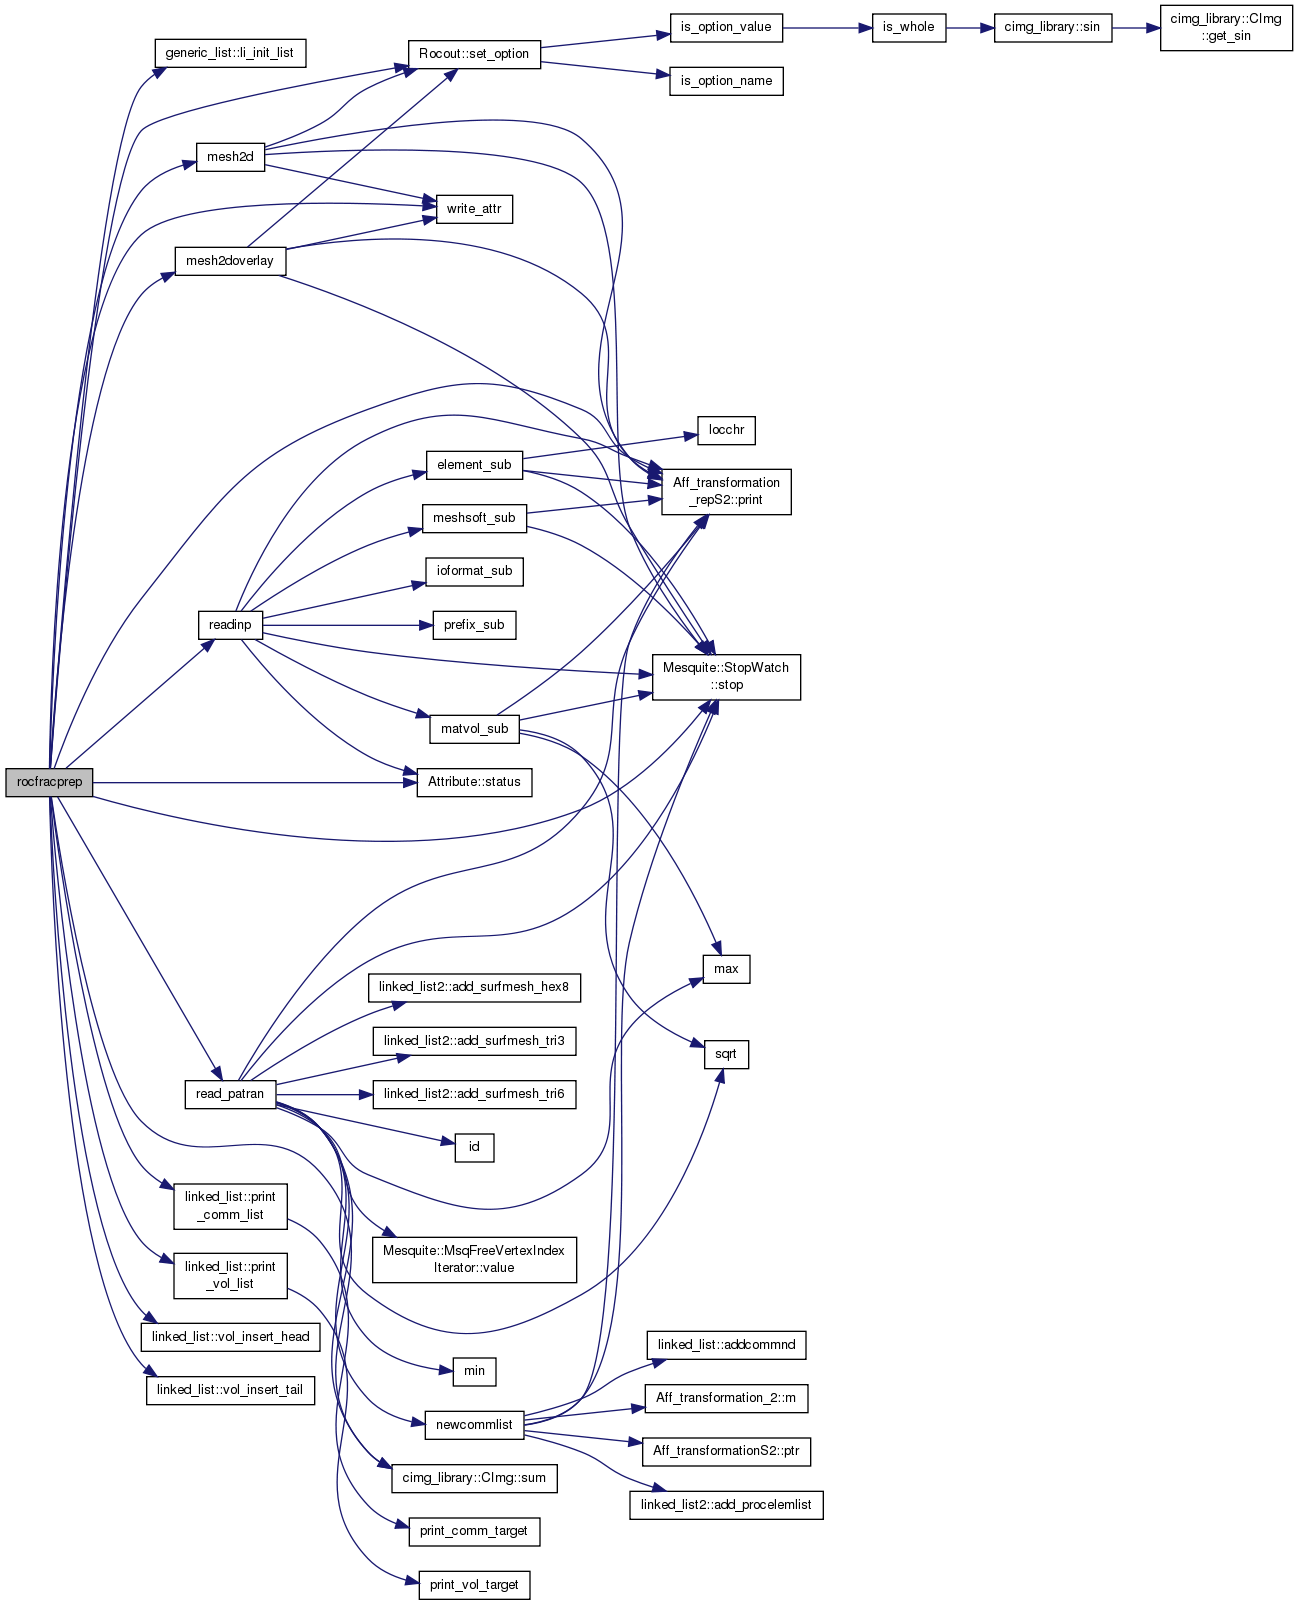 is_option_value
is_whole
cimg_library::sin
cimg_library::CImg
::get_sin
generic_list::li_init_list
Rocout::set_option
is_option_name
mesh2d
write_attr
mesh2doverlay
locchr
element_sub
Aff_transformation
_repS2::print
meshsoft_sub
ioformat_sub
readinp
prefix_sub
Mesquite::StopWatch
::stop
matvol_sub
rocfracprep
Attribute::status
max
linked_list2::add_surfmesh_hex8
linked_list2::add_surfmesh_tri3
sqrt
read_patran
linked_list2::add_surfmesh_tri6
id
linked_list::print
_comm_list
Mesquite::MsqFreeVertexIndex
Iterator::value
linked_list::print
_vol_list
linked_list::vol_insert_head
linked_list::addcommnd
min
linked_list::vol_insert_tail
Aff_transformation_2::m
newcommlist
Aff_transformationS2::ptr
cimg_library::CImg::sum
linked_list2::add_procelemlist
print_comm_target
print_vol_target